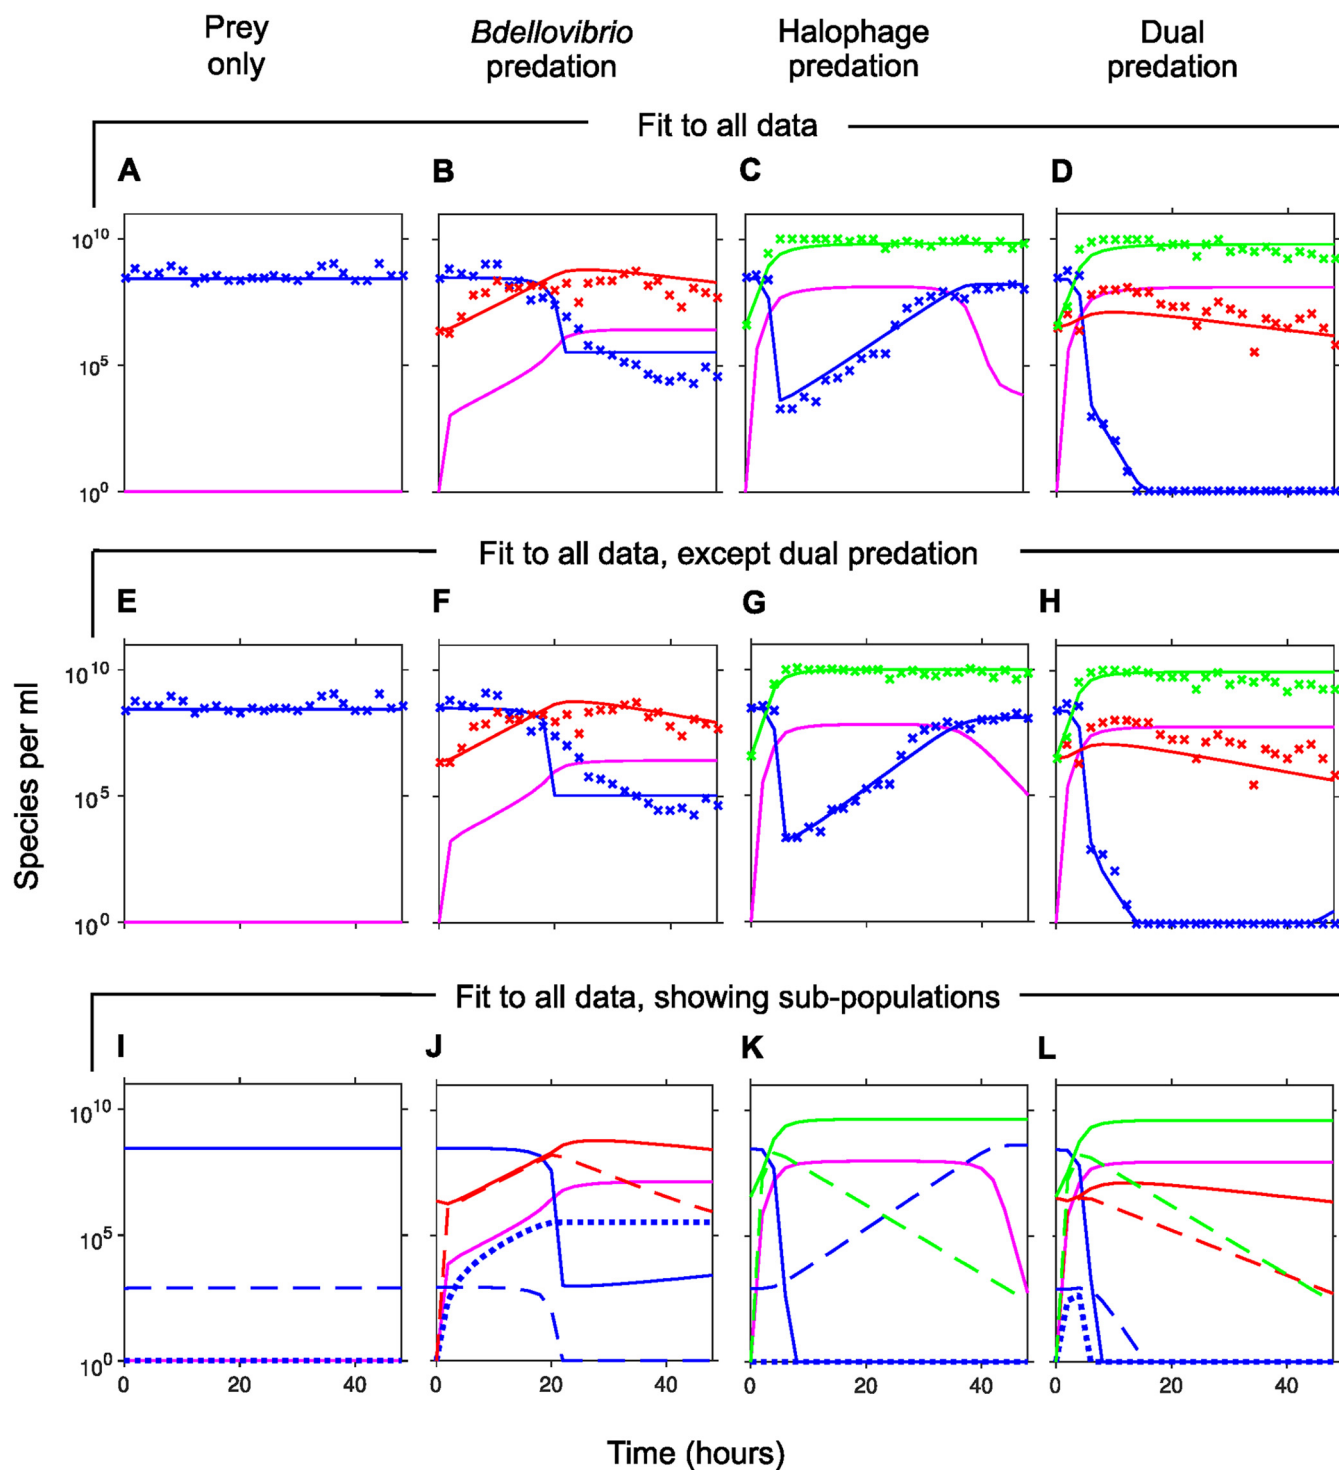 Prey
only
Bdellovibrio
predation
Halophage
predation
Dual
predation
Fit to all data
A
B
C
D
10^10
10^5
10^0
Fit to all data, except dual predation
E
F
G
H
10^10
10^5
10^0
Species per ml
Fit to all data, showing sub-populations
I
J
K
L
10^10
10^5
10^0
0 20 40 0 20 40 0 20 40 0 20 40
Time (hours)